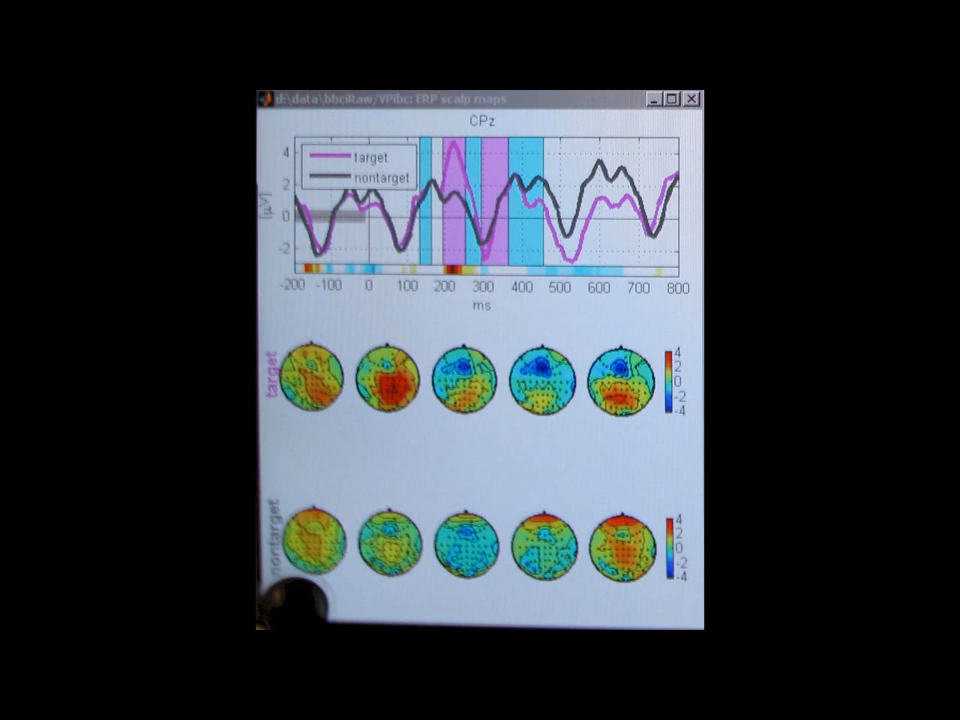 d:\data\bbciRaw/VPibc: ERP scalp maps
CPz
target
nontarget
[µV]
4
2
0
-2
-200 -100 0 100 200 300 400 500 600 700 800
ms
target
4
2
0
-2
-4
nontarget
4
2
0
-2
-4